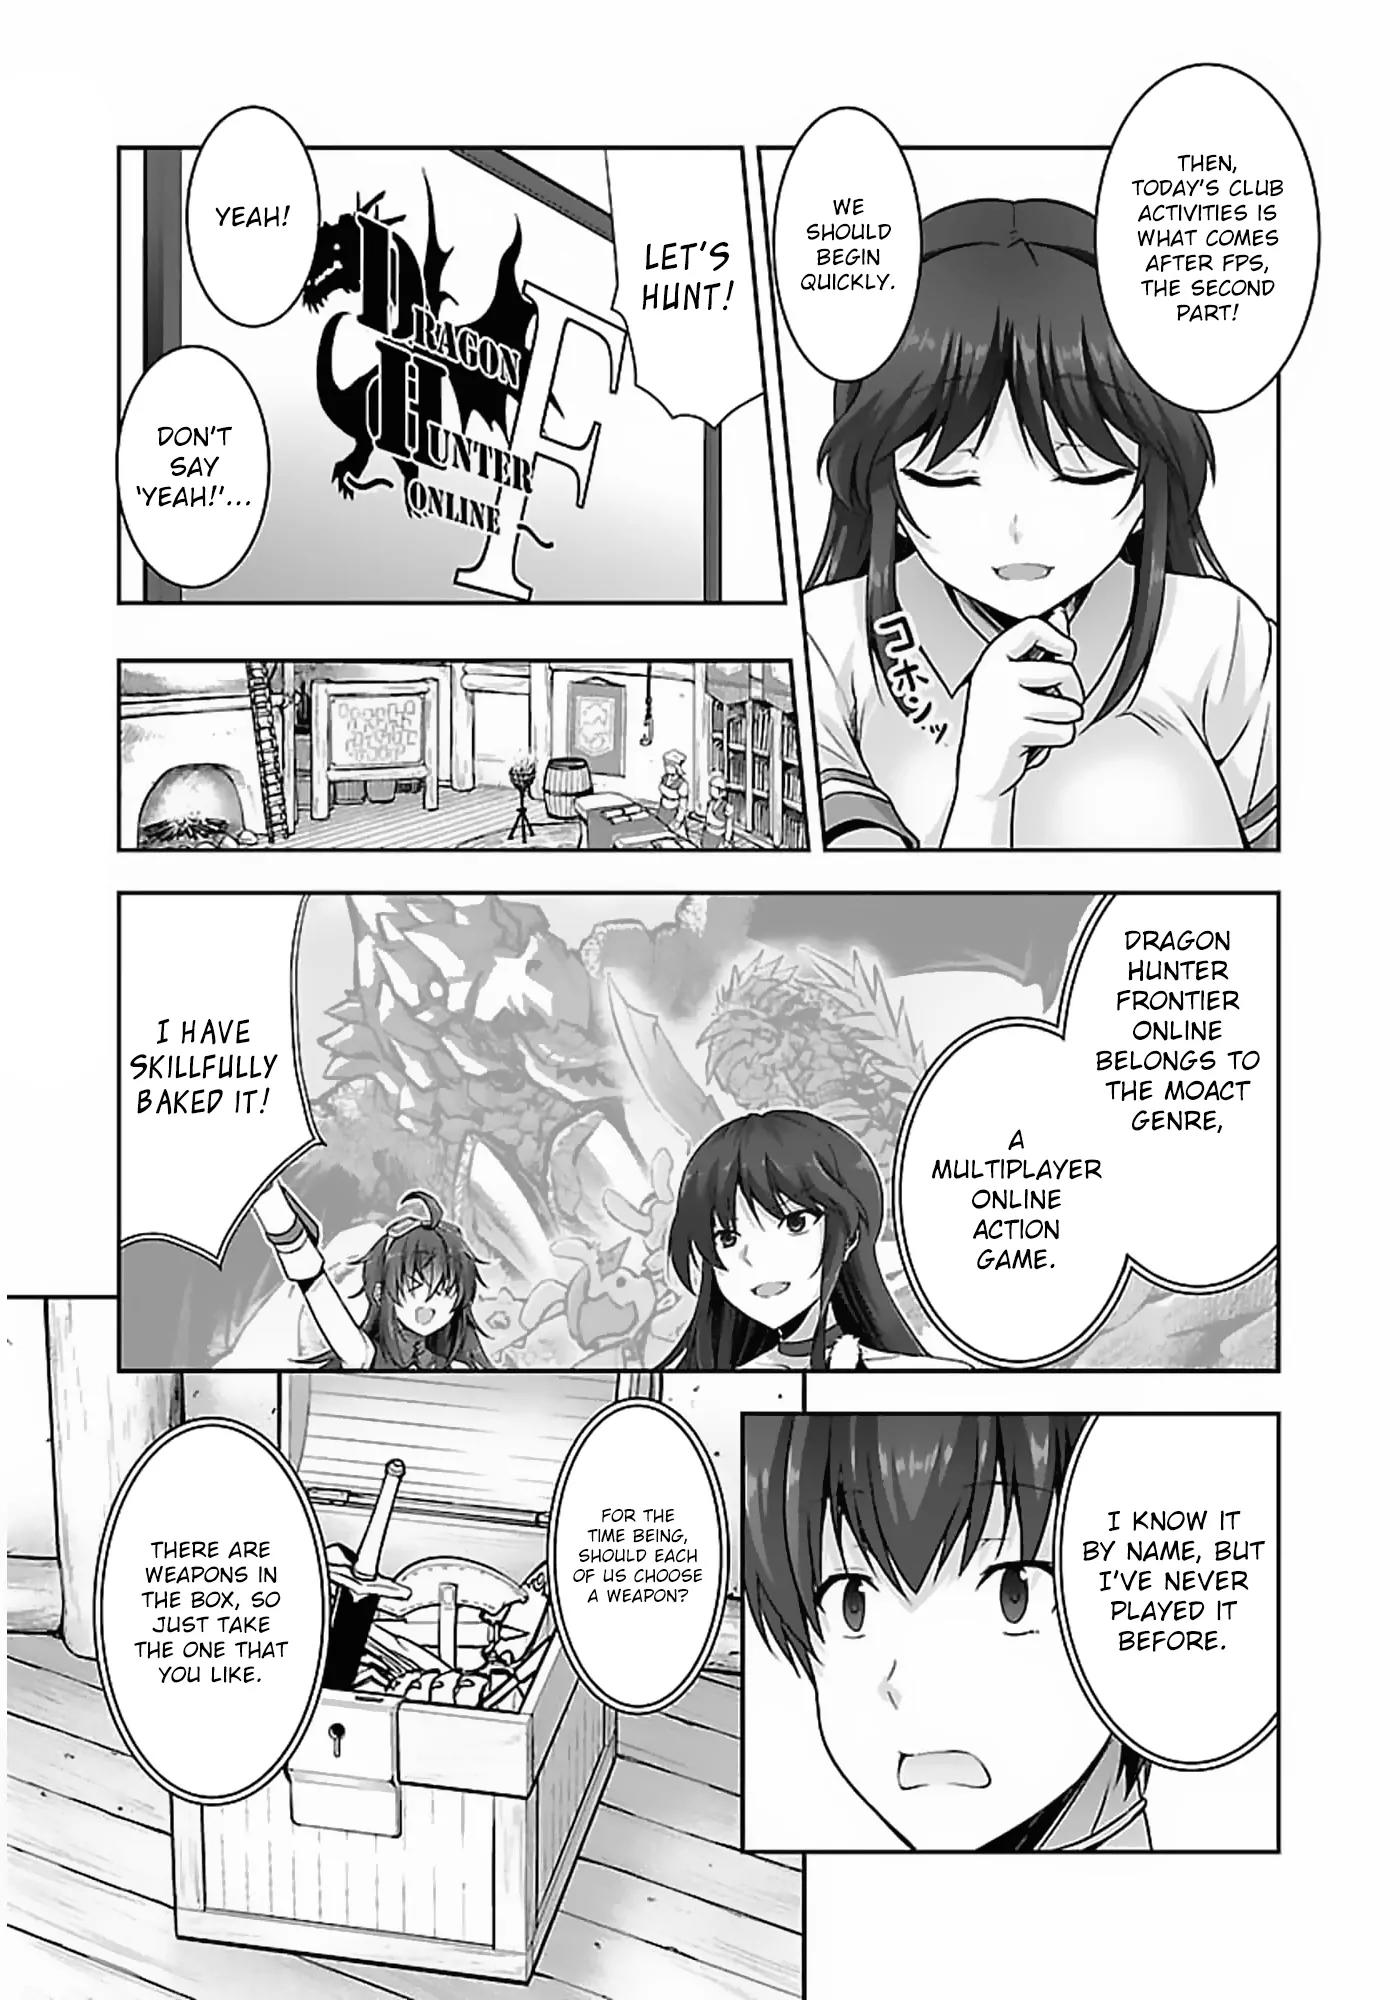 THEN,
TODAY'S CLUB
ACTIVITIES IS
WHAT COMES
AFTER FPS,
THE SECOND
PART!
WE
SHOULD
BEGIN
QUICKLY.
コホンッ
LET'S
HUNT!
YEAH!
DRAGON
HUNTER
F
~ONLINE~
DON'T
SAY
'YEAH!'...
DRAGON
HUNTER
FRONTIER
ONLINE
BELONGS TO
THE MOACT
GENRE,
A
MULTIPLAYER
ONLINE
ACTION
GAME.
I HAVE
SKILLFULLY
BAKED IT!
I KNOW IT
BY NAME, BUT
I'VE NEVER
PLAYED IT
BEFORE.
FOR THE
TIME BEING,
SHOULD EACH
OF US CHOOSE
A WEAPON?
THERE ARE
WEAPONS IN
THE BOX, SO
JUST TAKE
THE ONE THAT
YOU LIKE.